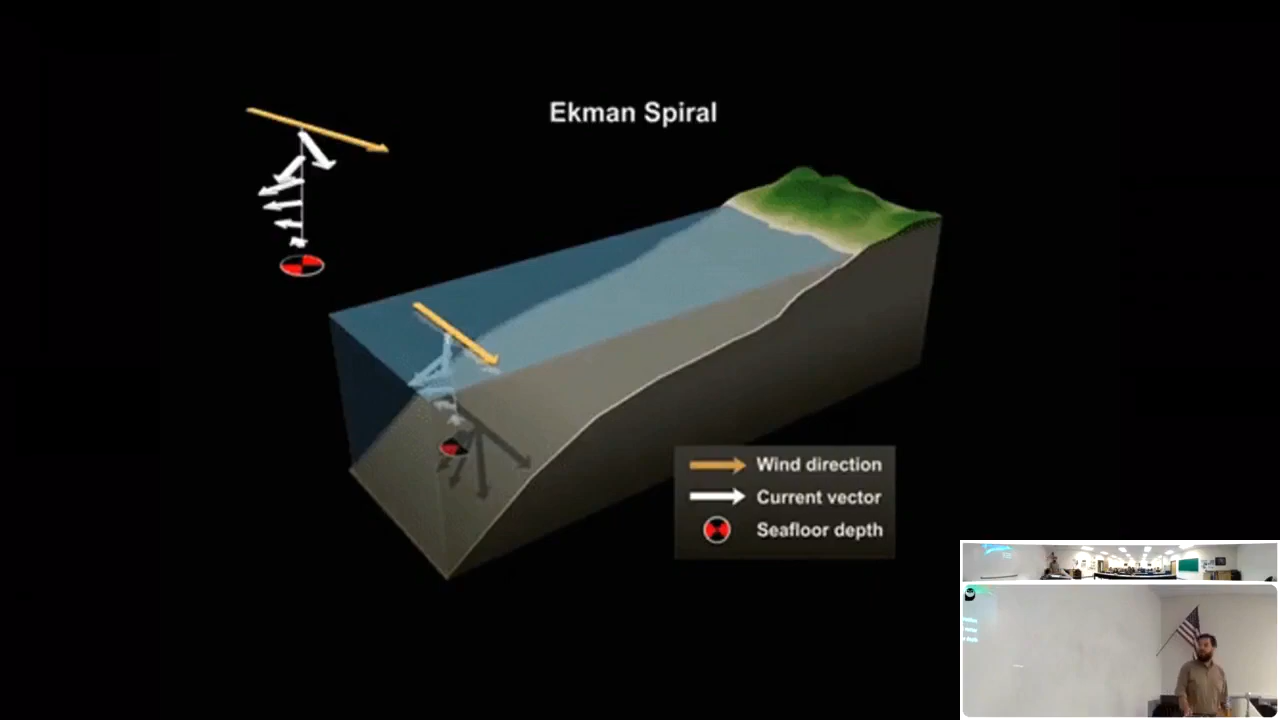 Ekman Spiral
Wind direction
Current vector
Seafloor depth